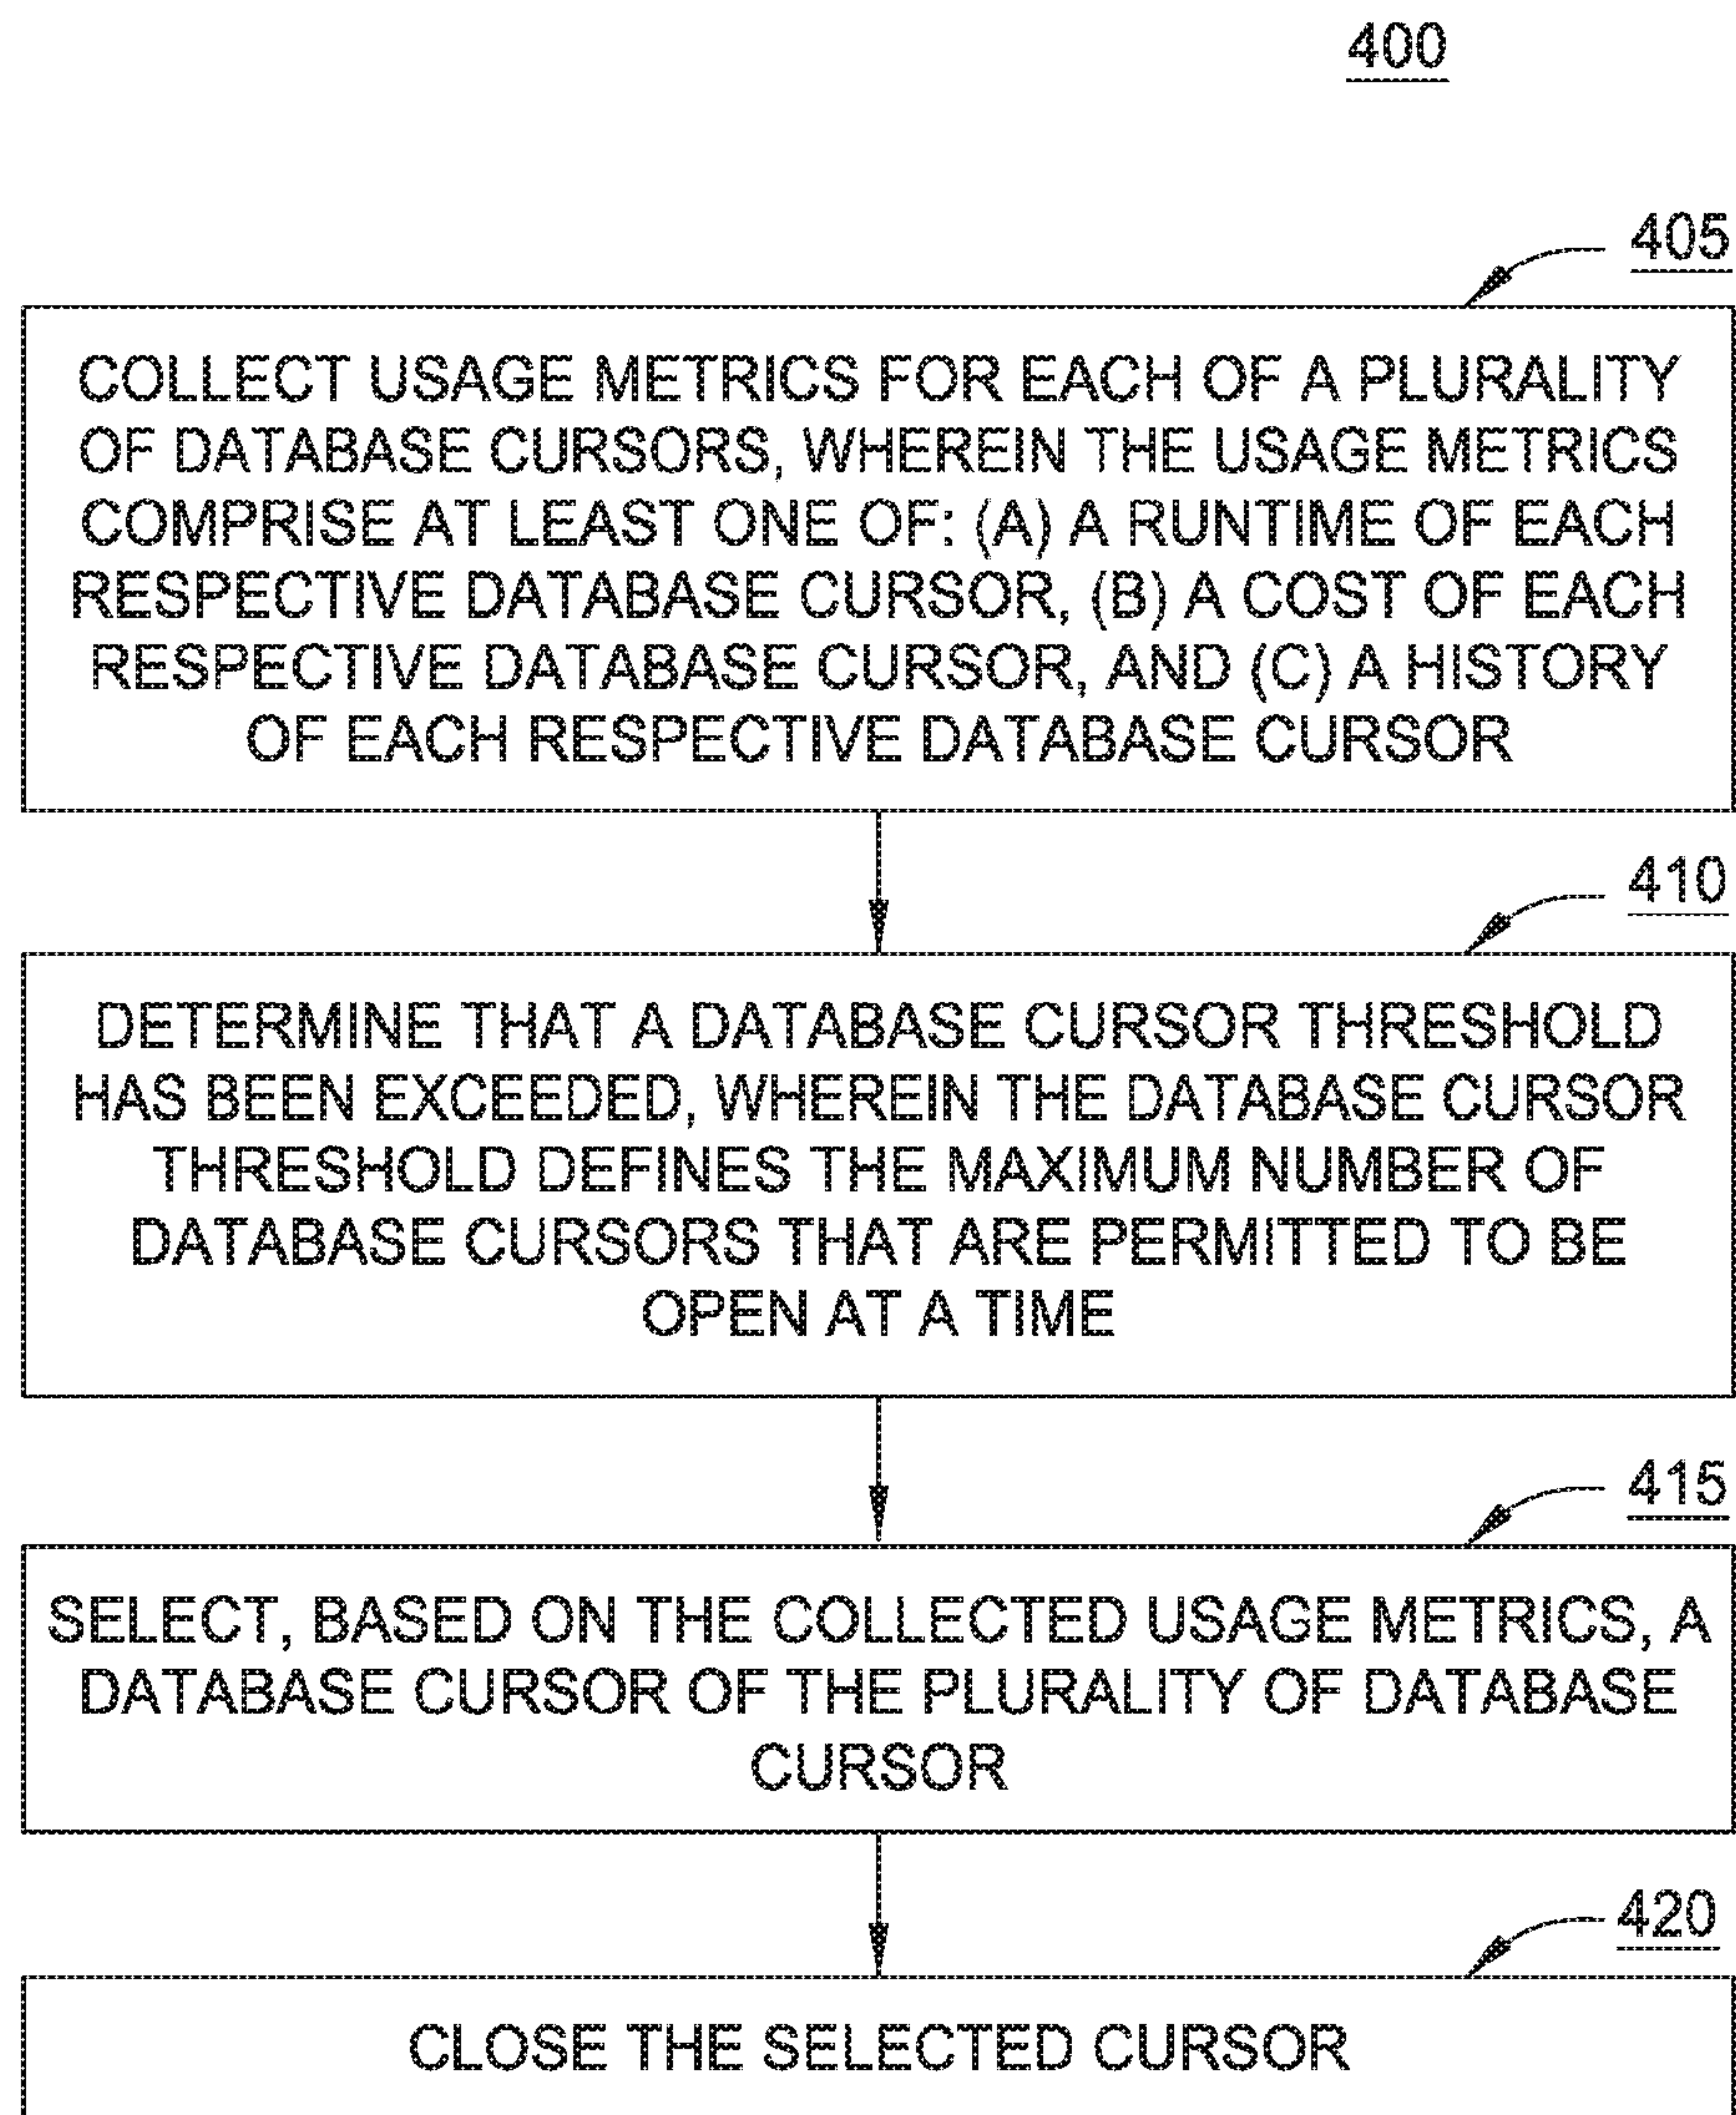 400
405
COLLECT USAGE METRICS FOR EACH OF A PLURALITY
OF DATABASE CURSORS, WHEREIN THE USAGE METRICS
COMPRISE AT LEAST ONE OF: (A) A RUNTIME OF EACH
RESPECTIVE DATABASE CURSOR, (B) A COST OF EACH
RESPECTIVE DATABASE CURSOR, AND (C) A HISTORY
OF EACH RESPECTIVE DATABASE CURSOR
410
DETERMINE THAT A DATABASE CURSOR THRESHOLD
HAS BEEN EXCEEDED, WHEREIN THE DATABASE CURSOR
THRESHOLD DEFINES THE MAXIMUM NUMBER OF
DATABASE CURSORS THAT ARE PERMITTED TO BE
OPEN AT A TIME
415
SELECT, BASED ON THE COLLECTED USAGE METRICS, A
DATABASE CURSOR OF THE PLURALITY OF DATABASE
CURSOR
420
CLOSE THE SELECTED CURSOR